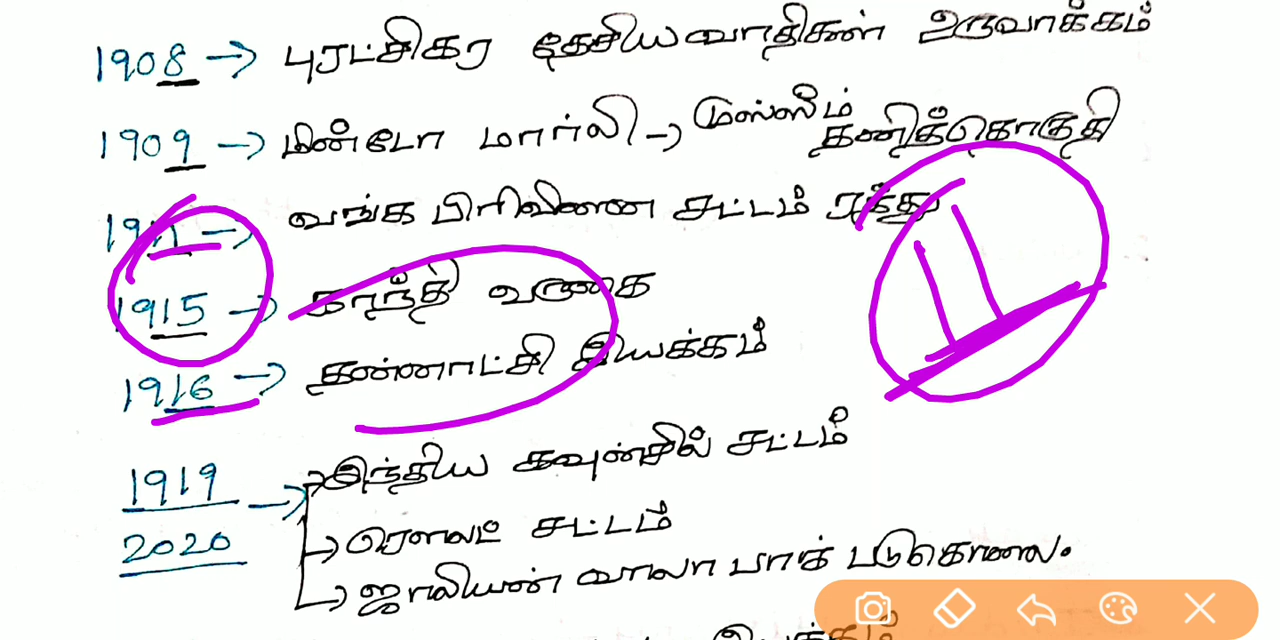 1908 → புரட்சிகர தேசியவாதிகள் உருவாக்கம்
1909 → மின்டோ மார்லி → முஸ்லீம் தனித்தொகுதி
1911 → வங்க பிரிவினை சட்டம் ரத்து
1915 → காந்தி வருகை
1916 → தன்னாட்சி இயக்கம்
1919 → இந்திய கவுன்சில் சட்டம்
2020 → ரௌலட் சட்டம்
→ ஜாலியன் வாலா பாக் படுகொலை.